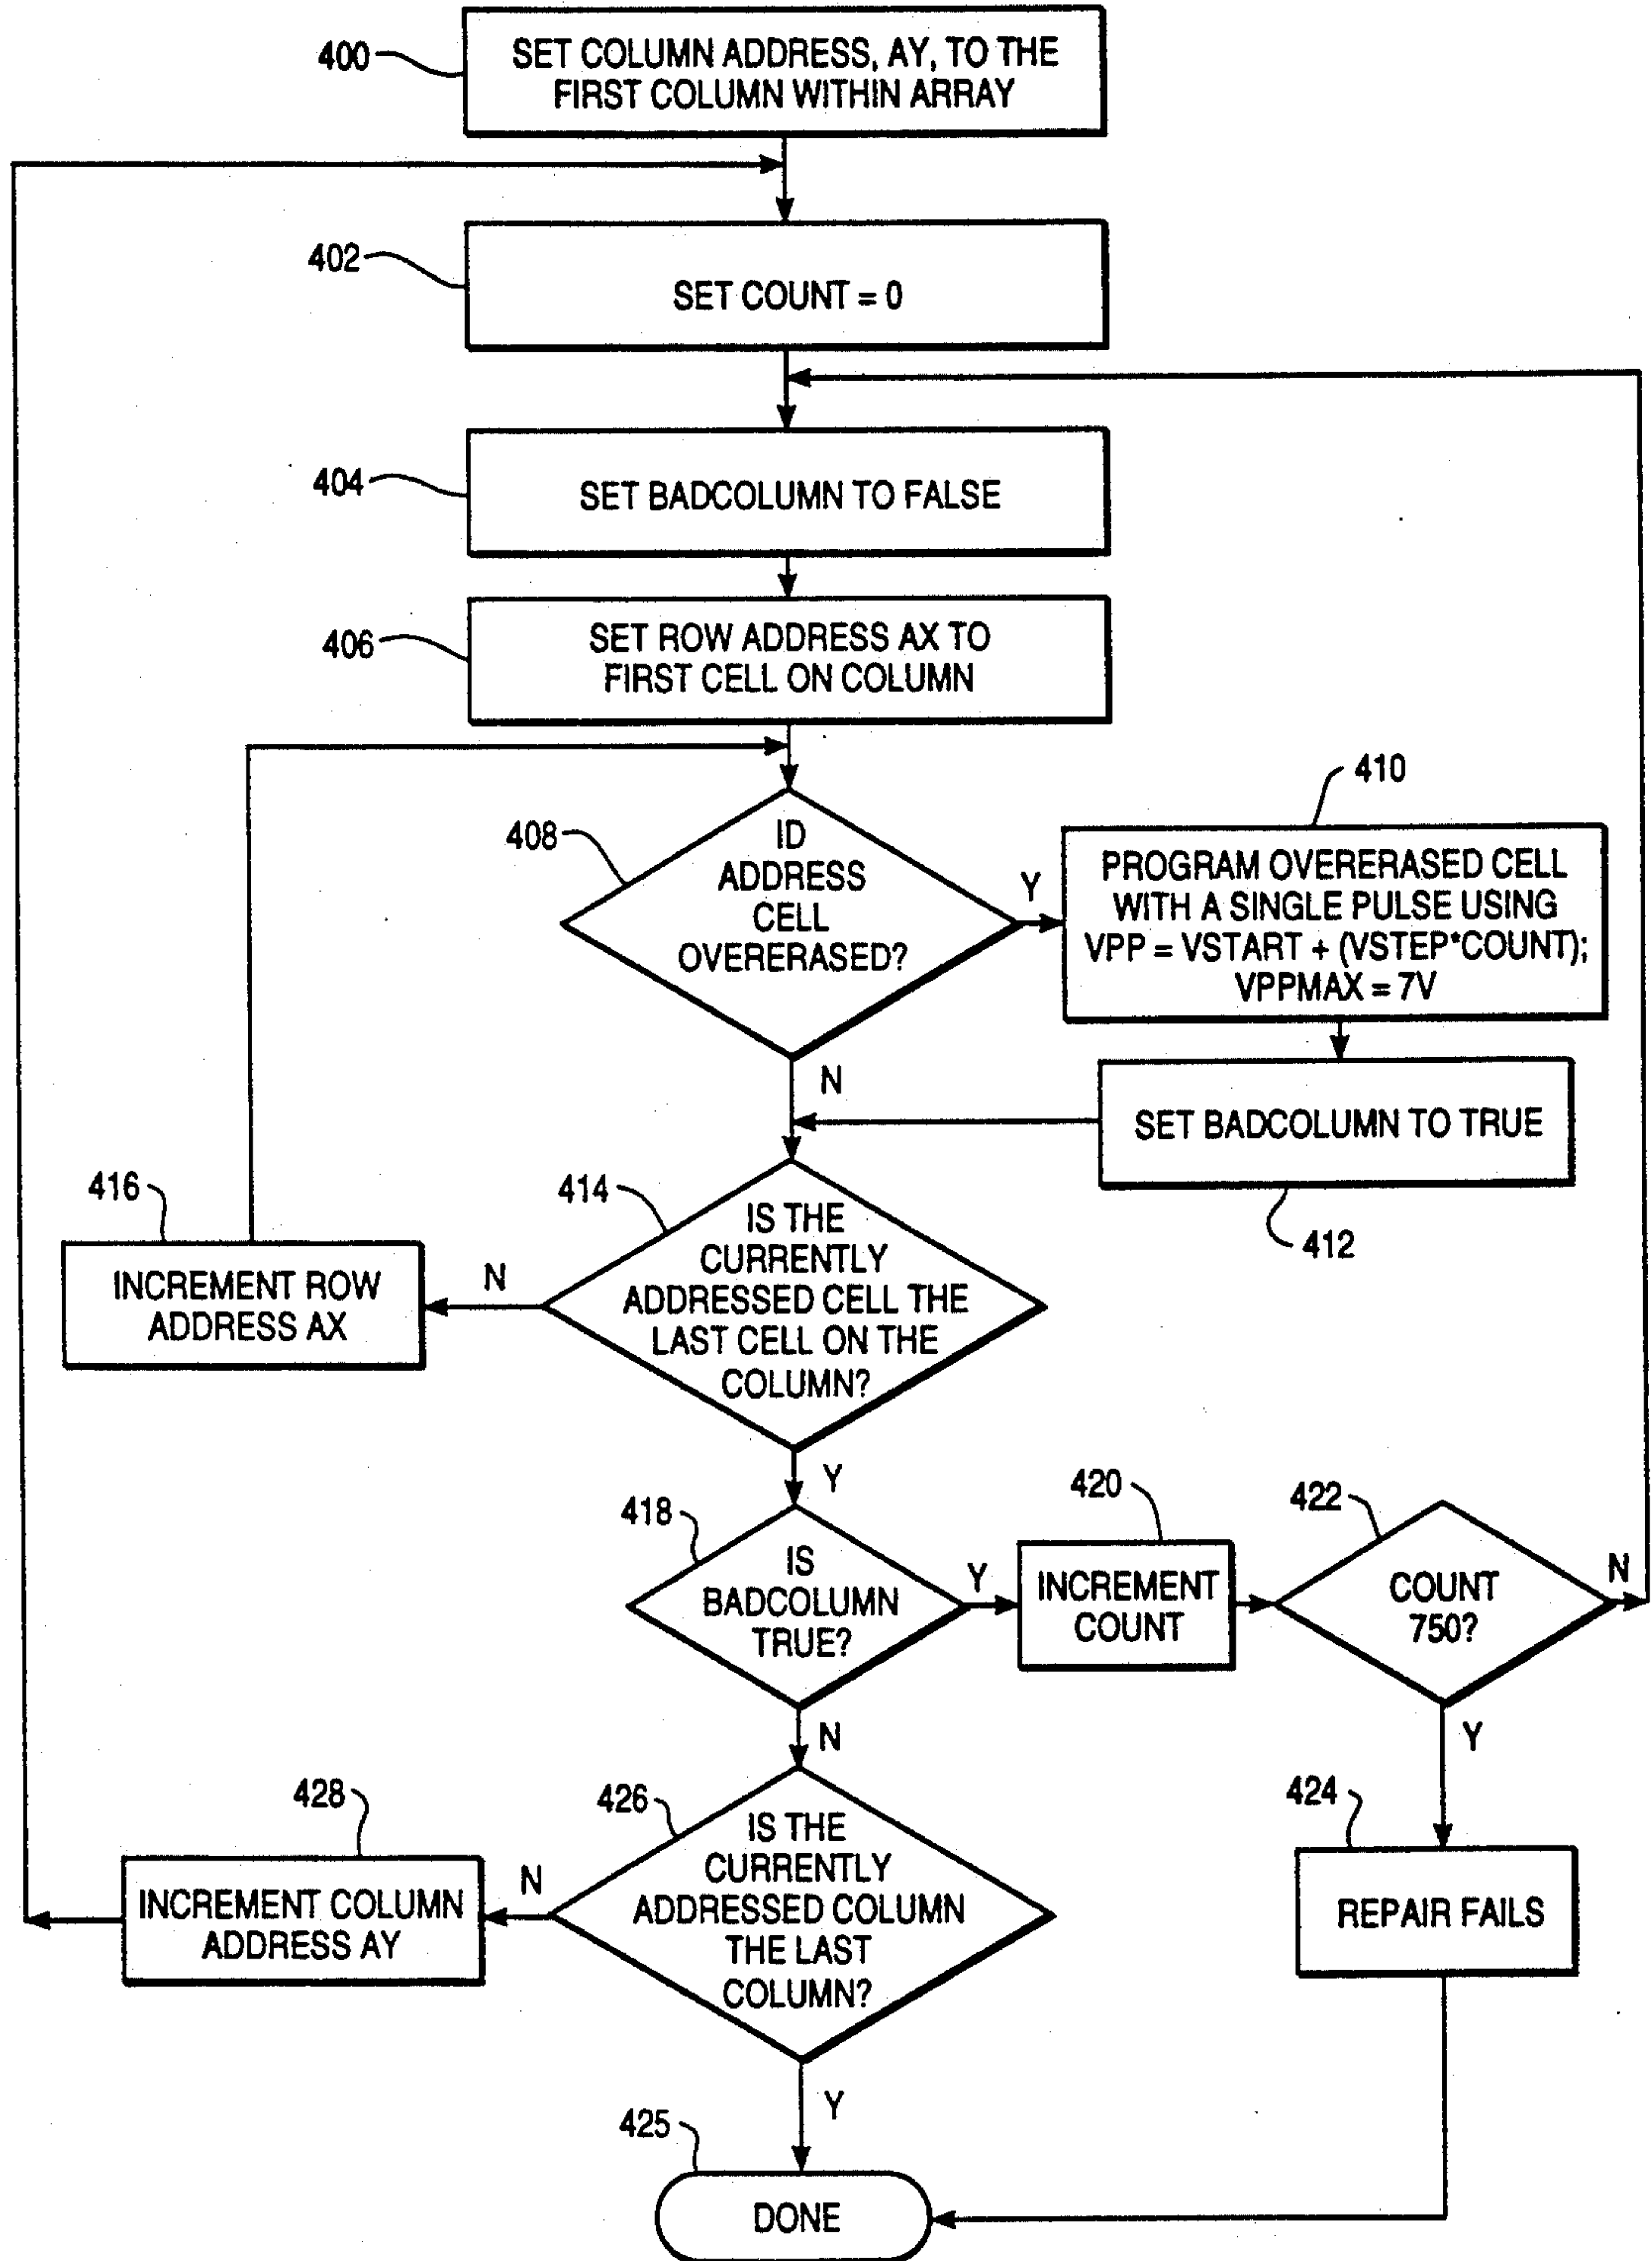 400
SET COLUMN ADDRESS, AY, TO THE
FIRST COLUMN WITHIN ARRAY
402
SET COUNT = 0
404
SET BADCOLUMN TO FALSE
406
SET ROW ADDRESS AX TO
FIRST CELL ON COLUMN
408
ID
ADDRESS
CELL
OVERERASED?
Y
N
410
PROGRAM OVERERASED CELL
WITH A SINGLE PULSE USING
VPP = VSTART + (VSTEP*COUNT);
VPPMAX = 7V
SET BADCOLUMN TO TRUE
412
414
IS THE
CURRENTLY
ADDRESSED CELL THE
LAST CELL ON THE
COLUMN?
N
Y
416
INCREMENT ROW
ADDRESS AX
418
IS
BADCOLUMN
TRUE?
Y
N
420
INCREMENT
COUNT
422
COUNT
750?
N
Y
424
REPAIR FAILS
426
IS THE
CURRENTLY
ADDRESSED COLUMN
THE LAST
COLUMN?
N
Y
428
INCREMENT COLUMN
ADDRESS AY
425
DONE